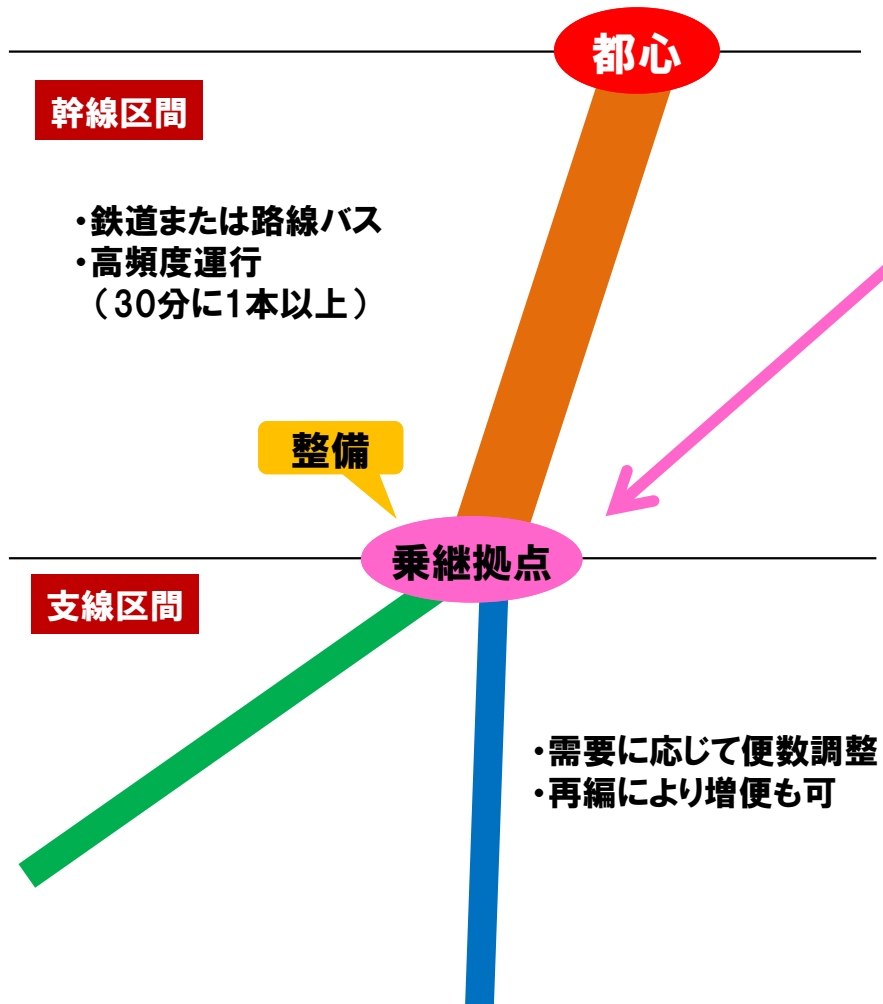 都心
幹線区間
・鉄道または路線バス
・高頻度運行
（30分に1本以上）
整備
乗継拠点
支線区間
・需要に応じて便数調整
・再編により増便も可